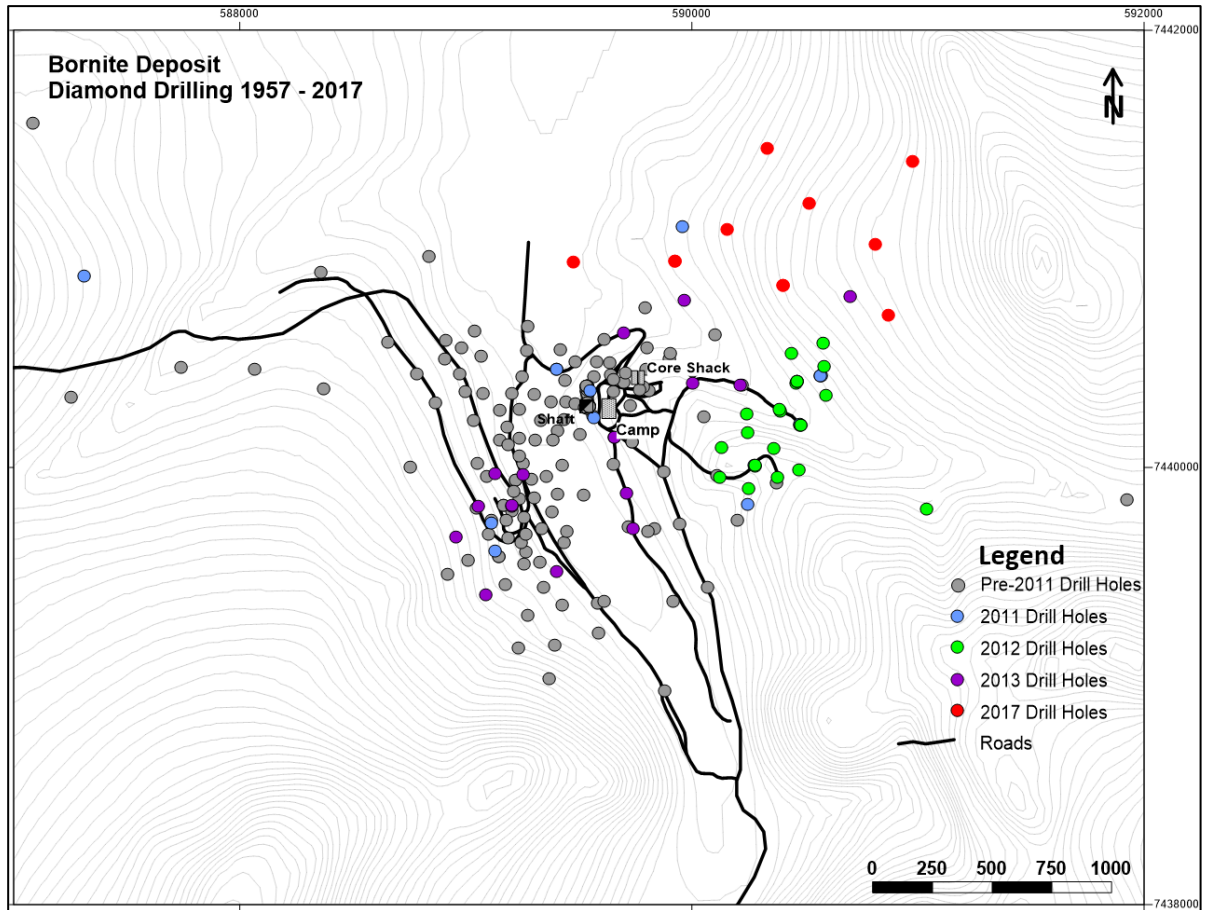 588000
590000
592000
7442000
Bornite Deposit
Diamond Drilling 1957 - 2017
N
Core Shack
Shaft
Camp
7440000
Legend
Pre-2011 Drill Holes
2011 Drill Holes
2012 Drill Holes
2013 Drill Holes
2017 Drill Holes
Roads
0 250 500 750 1000
7438000